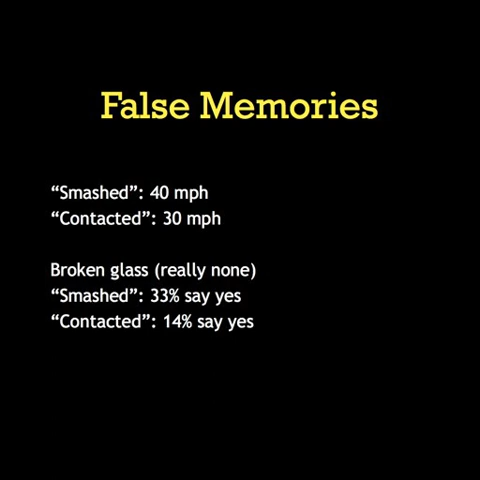 False Memories
“Smashed”: 40 mph
“Contacted”: 30 mph
Broken glass (really none)
“Smashed”: 33% say yes
“Contacted”: 14% say yes